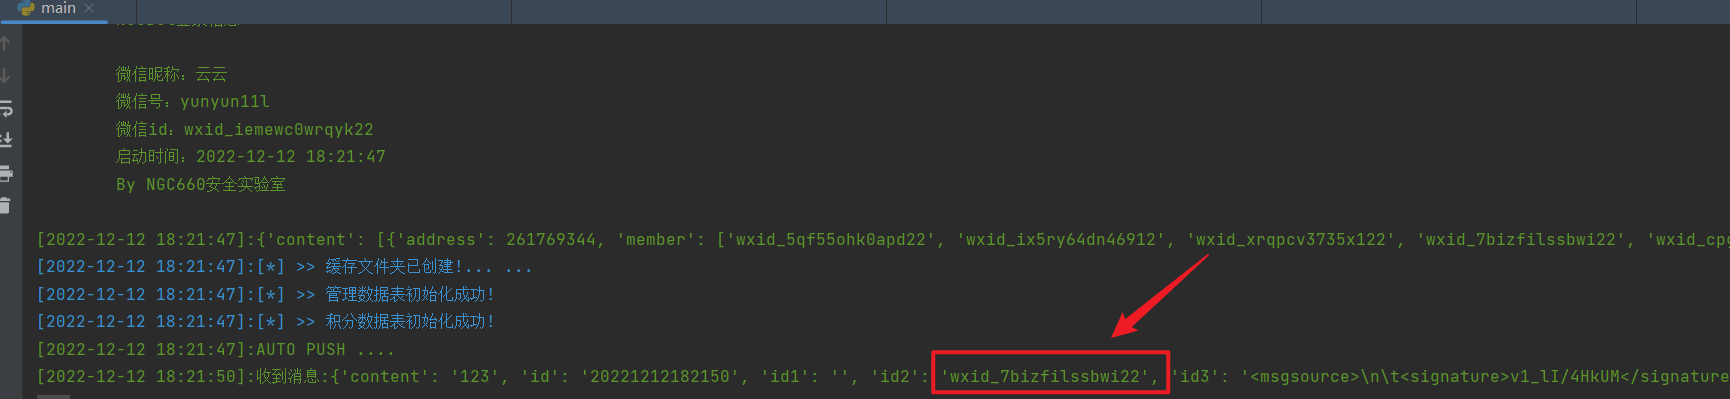 main
微信昵称：云云
微信号：yunyun11l
微信id：wxid_iemewc0wrqyk22
启动时间：2022-12-12 18:21:47
By NGC660安全实验室
[2022-12-12 18:21:47]:{'content': [{'address': 261769344, 'member': ['wxid_5qf55ohk0apd22', 'wxid_ix5ry64dn46912', 'wxid_xrqpcv3735x122', 'wxid_7bizfilssbwi22', 'wxid_cpg
[2022-12-12 18:21:47]:[*] >> 缓存文件夹已创建!... ...
[2022-12-12 18:21:47]:[*] >> 管理数据表初始化成功!
[2022-12-12 18:21:47]:[*] >> 积分数据表初始化成功!
[2022-12-12 18:21:47]:AUTO PUSH ....
[2022-12-12 18:21:50]:收到消息:{'content': '123', 'id': '20221212182150', 'id1': '', 'id2': 'wxid_7bizfilssbwi22', 'id3': '<msgsource>\n\t<signature>v1_lI/4HkUM</signature